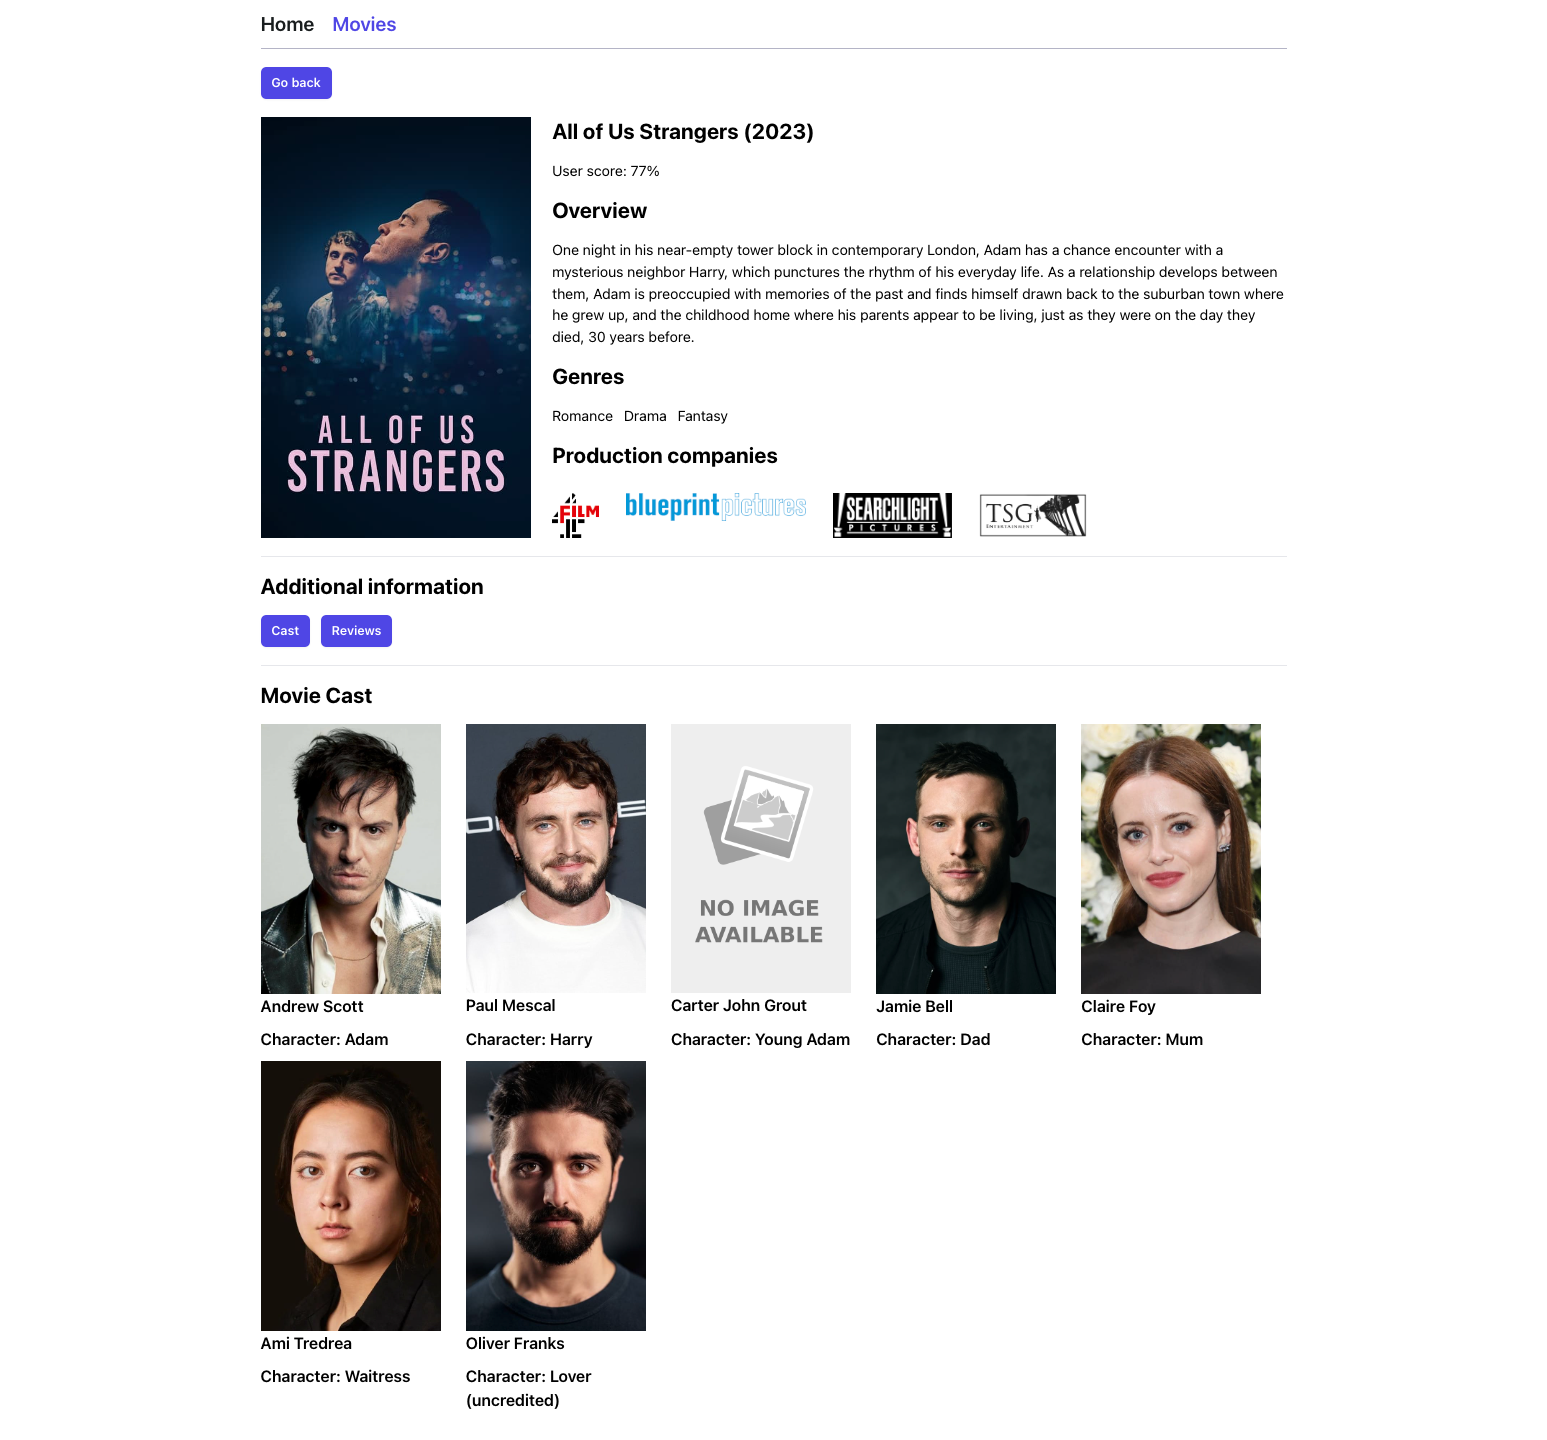 Home Movies
Go back
ALL OF US
STRANGERS
All of Us Strangers (2023)
User score: 77%
Overview
One night in his near-empty tower block in contemporary London, Adam has a chance encounter with a
mysterious neighbor Harry, which punctures the rhythm of his everyday life. As a relationship develops between
them, Adam is preoccupied with memories of the past and finds himself drawn back to the suburban town where
he grew up, and the childhood home where his parents appear to be living, just as they were on the day they
died, 30 years before.
Genres
Romance Drama Fantasy
Production companies
FILM
blueprintpictures
SEARCHLIGHT
PICTURES
TSG
ENTERTAINMENT
Additional information
Cast Reviews
Movie Cast
NO IMAGE
AVAILABLE
Andrew Scott
Character: Adam
Paul Mescal
Character: Harry
Carter John Grout
Character: Young Adam
Jamie Bell
Character: Dad
Claire Foy
Character: Mum
Ami Tredrea
Character: Waitress
Oliver Franks
Character: Lover
(uncredited)